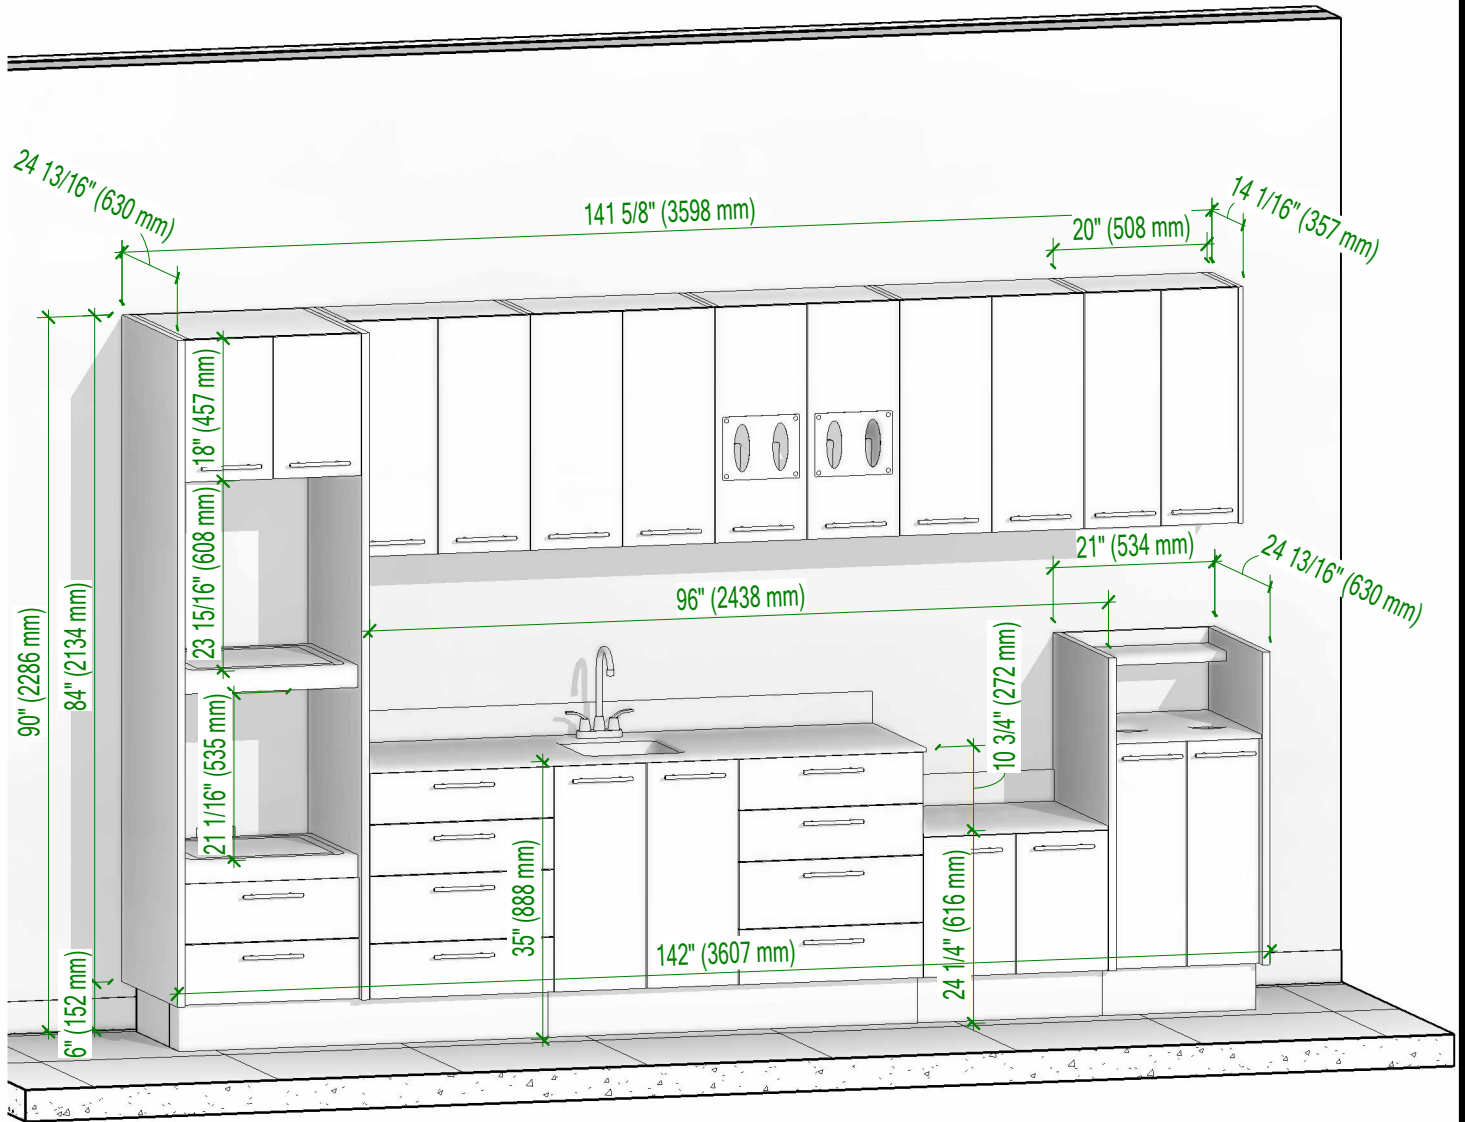 24 13/16" (630 mm)
141 5/8" (3598 mm)
14 1/16" (357 mm)
20" (508 mm)
18" (457 mm)
23 15/16" (608 mm)
21" (534 mm)
24 13/16" (630 mm)
96" (2438 mm)
90" (2286 mm)
84" (2134 mm)
10 3/4" (272 mm)
21 1/16" (535 mm)
35" (888 mm)
24 1/4" (616 mm)
142" (3607 mm)
6" (152 mm)